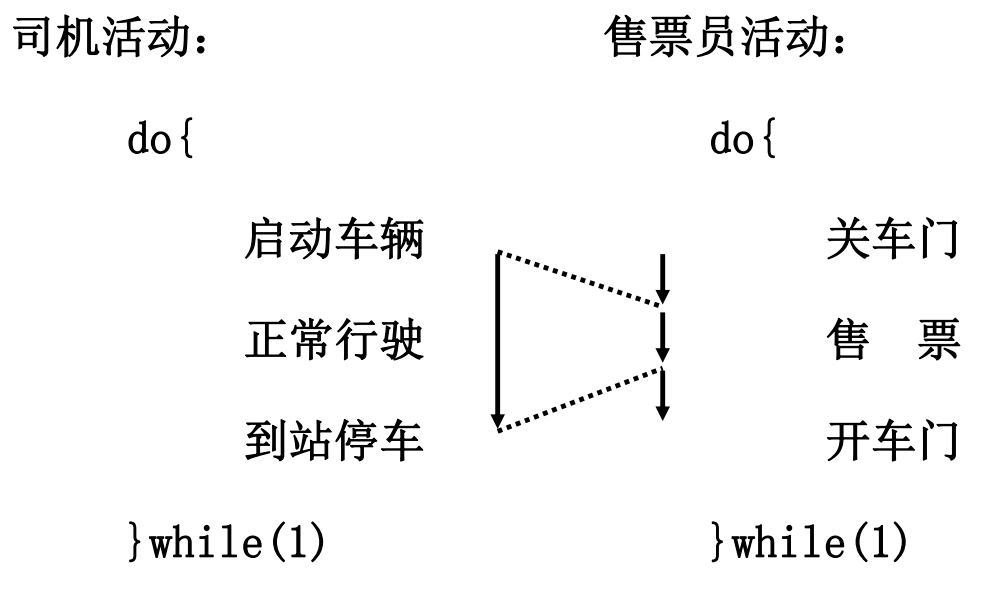 司机活动： 售票员活动：
do{ do{
启动车辆 关车门
正常行驶 售 票
到站停车 开车门
}while(1) }while(1)